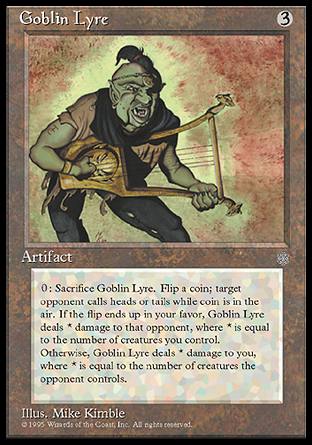 Goblin Lyre 3
Artifact
0: Sacrifice Goblin Lyre. Flip a coin; target
opponent calls heads or tails while coin is in the
air. If the flip ends up in your favor, Goblin Lyre
deals * damage to that opponent, where * is equal
to the number of creatures you control.
Otherwise, Goblin Lyre deals * damage to you,
where * is equal to the number of creatures the
opponent controls.
Illus. Mike Kimble
© 1995 Wizards of the Coast, Inc. All rights reserved.